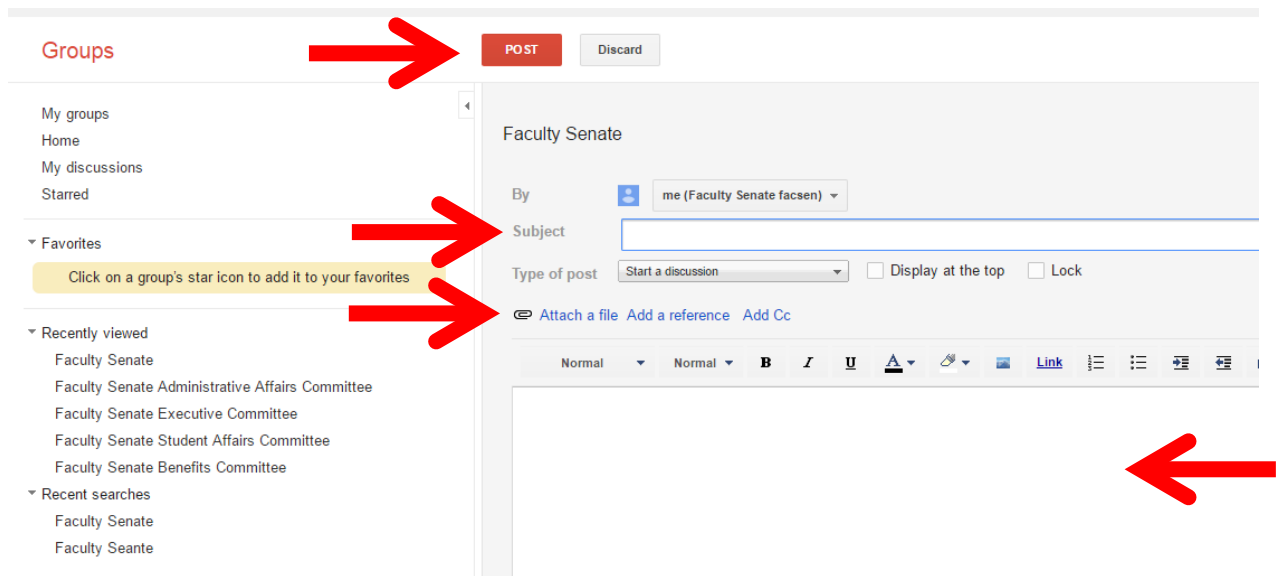 Groups
POST Discard
My groups
Home
My discussions
Starred
Favorites
Click on a group's star icon to add it to your favorites
Recently viewed
Faculty Senate
Faculty Senate Administrative Affairs Committee
Faculty Senate Executive Committee
Faculty Senate Student Affairs Committee
Faculty Senate Benefits Committee
Recent searches
Faculty Senate
Faculty Seante
Faculty Senate
By me (Faculty Senate facsen)
Subject
Type of post Start a discussion Display at the top Lock
Attach a file Add a reference Add Cc
Normal Normal B I U A Link